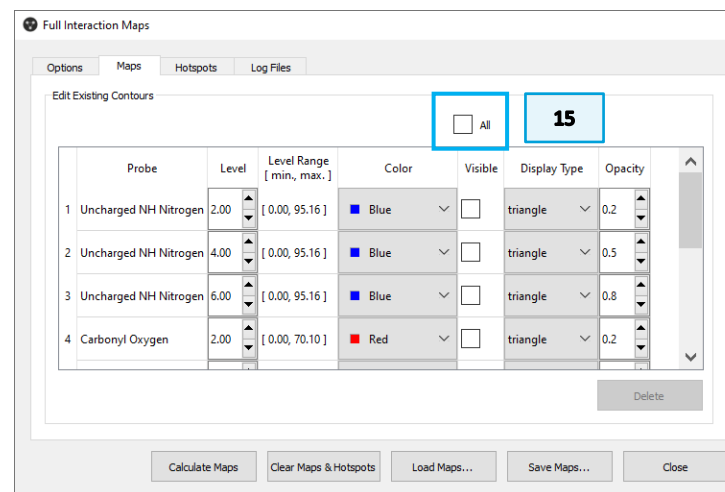 Full Interaction Maps
Options Maps Hotspots Log Files
Edit Existing Contours
All 15
Probe Level Level Range [ min., max. ] Color Visible Display Type Opacity
1 Uncharged NH Nitrogen 2.00 [ 0.00, 95.16 ] Blue triangle 0.2
2 Uncharged NH Nitrogen 4.00 [ 0.00, 95.16 ] Blue triangle 0.5
3 Uncharged NH Nitrogen 6.00 [ 0.00, 95.16 ] Blue triangle 0.8
4 Carbonyl Oxygen 2.00 [ 0.00, 70.10 ] Red triangle 0.2
Delete
Calculate Maps Clear Maps & Hotspots Load Maps... Save Maps... Close